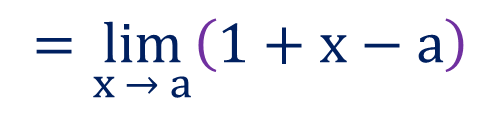 = lim (1 + x − a)
x → a